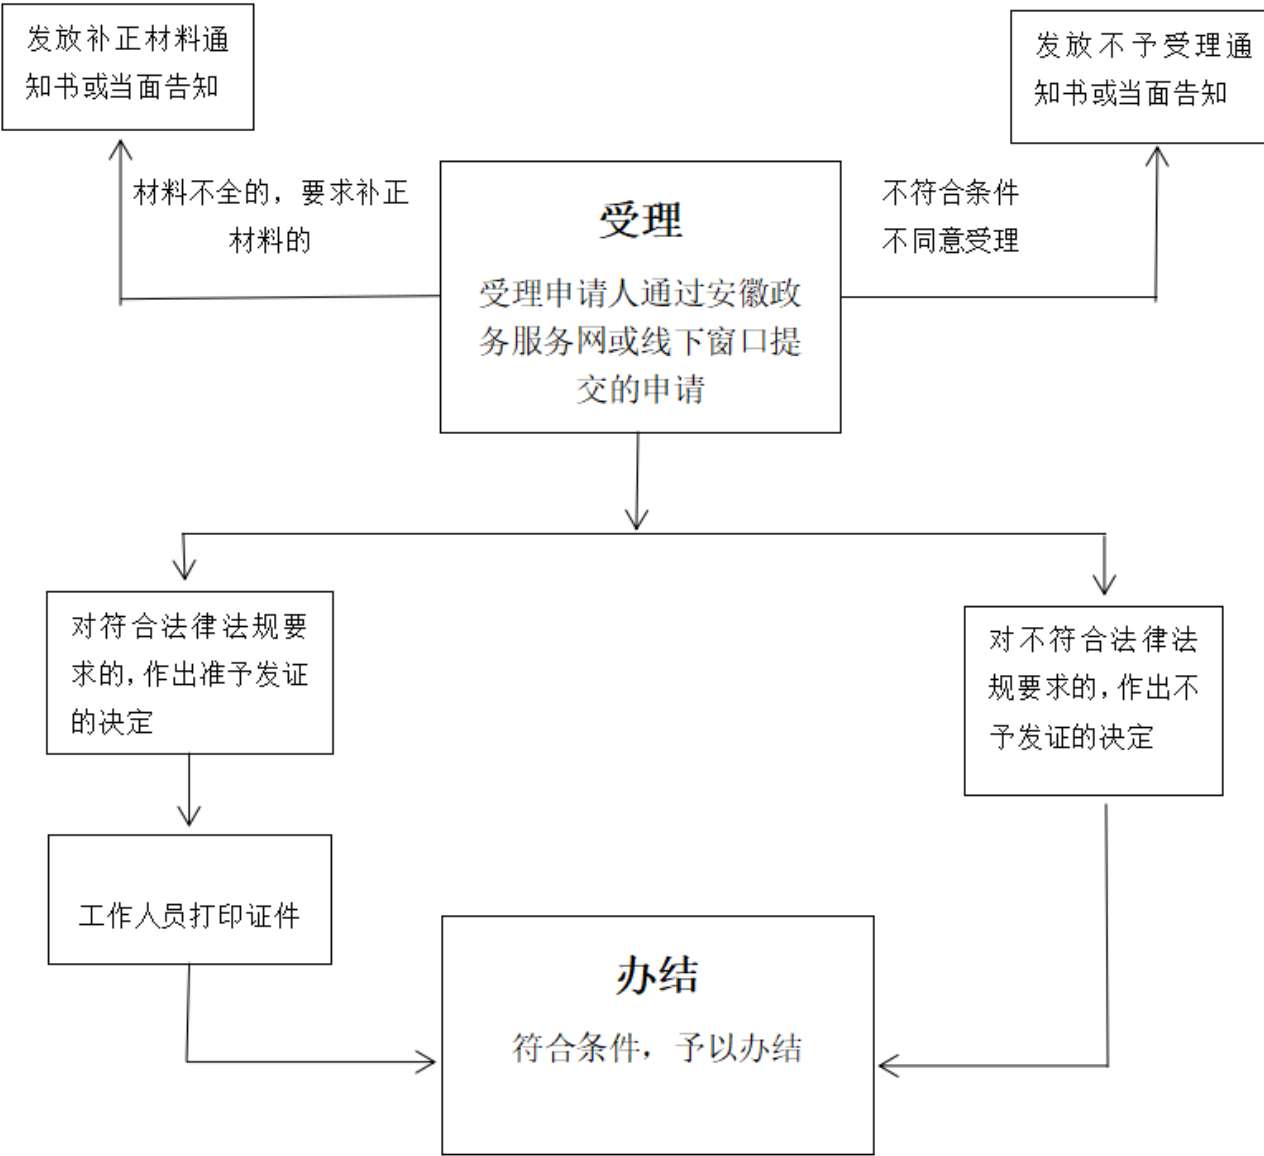 发放补正材料通
知书或当面告知
发放不予受理通
知书或当面告知
材料不全的，要求补正
材料的
不符合条件
不同意受理
受理
受理申请人通过安徽政
务服务网或线下窗口提
交的申请
对符合法律法规要
求的，作出准予发证
的决定
对不符合法律法
规要求的，作出不
予发证的决定
工作人员打印证件
办结
符合条件，予以办结